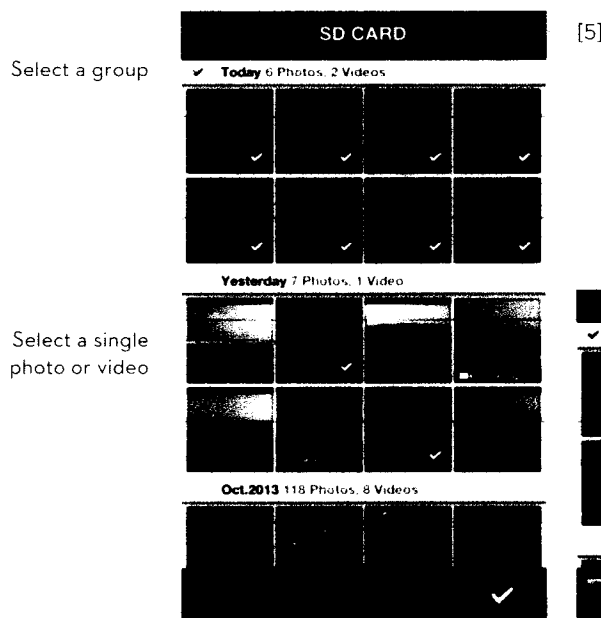 SD CARD
[5]
Select a group
Today 6 Photos, 2 Videos
Yesterday 7 Photos, 1 Video
Select a single
photo or video
Oct.2013 118 Photos, 8 Videos